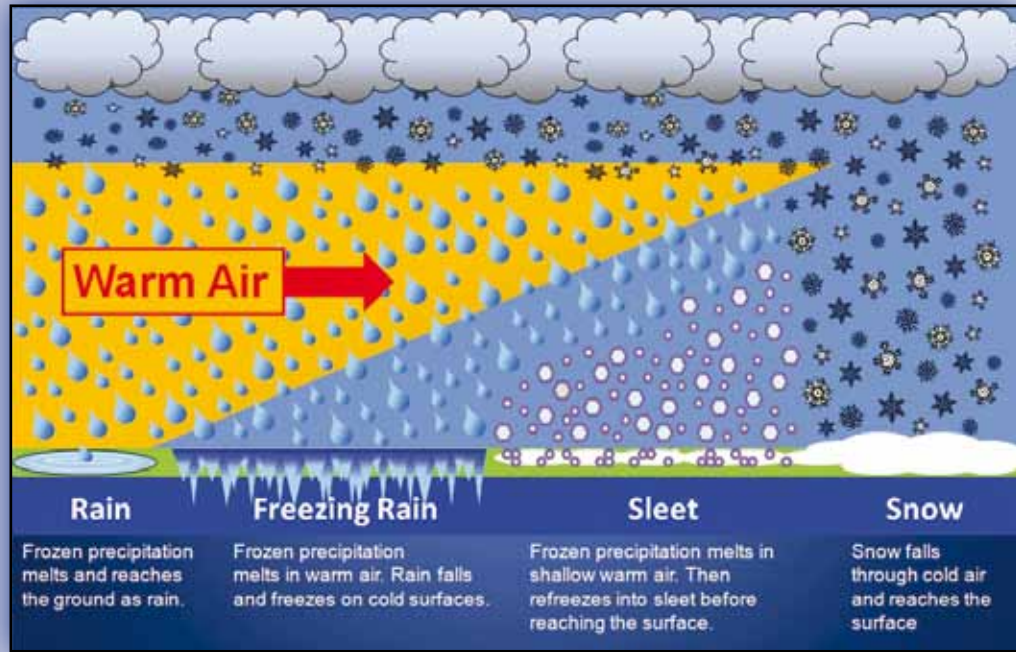 Warm Air
Rain
Frozen precipitation
melts and reaches
the ground as rain.
Freezing Rain
Frozen precipitation
melts in warm air. Rain falls
and freezes on cold surfaces.
Sleet
Frozen precipitation melts in
shallow warm air. Then
refreezes into sleet before
reaching the surface.
Snow
Snow falls
through cold air
and reaches the
surface